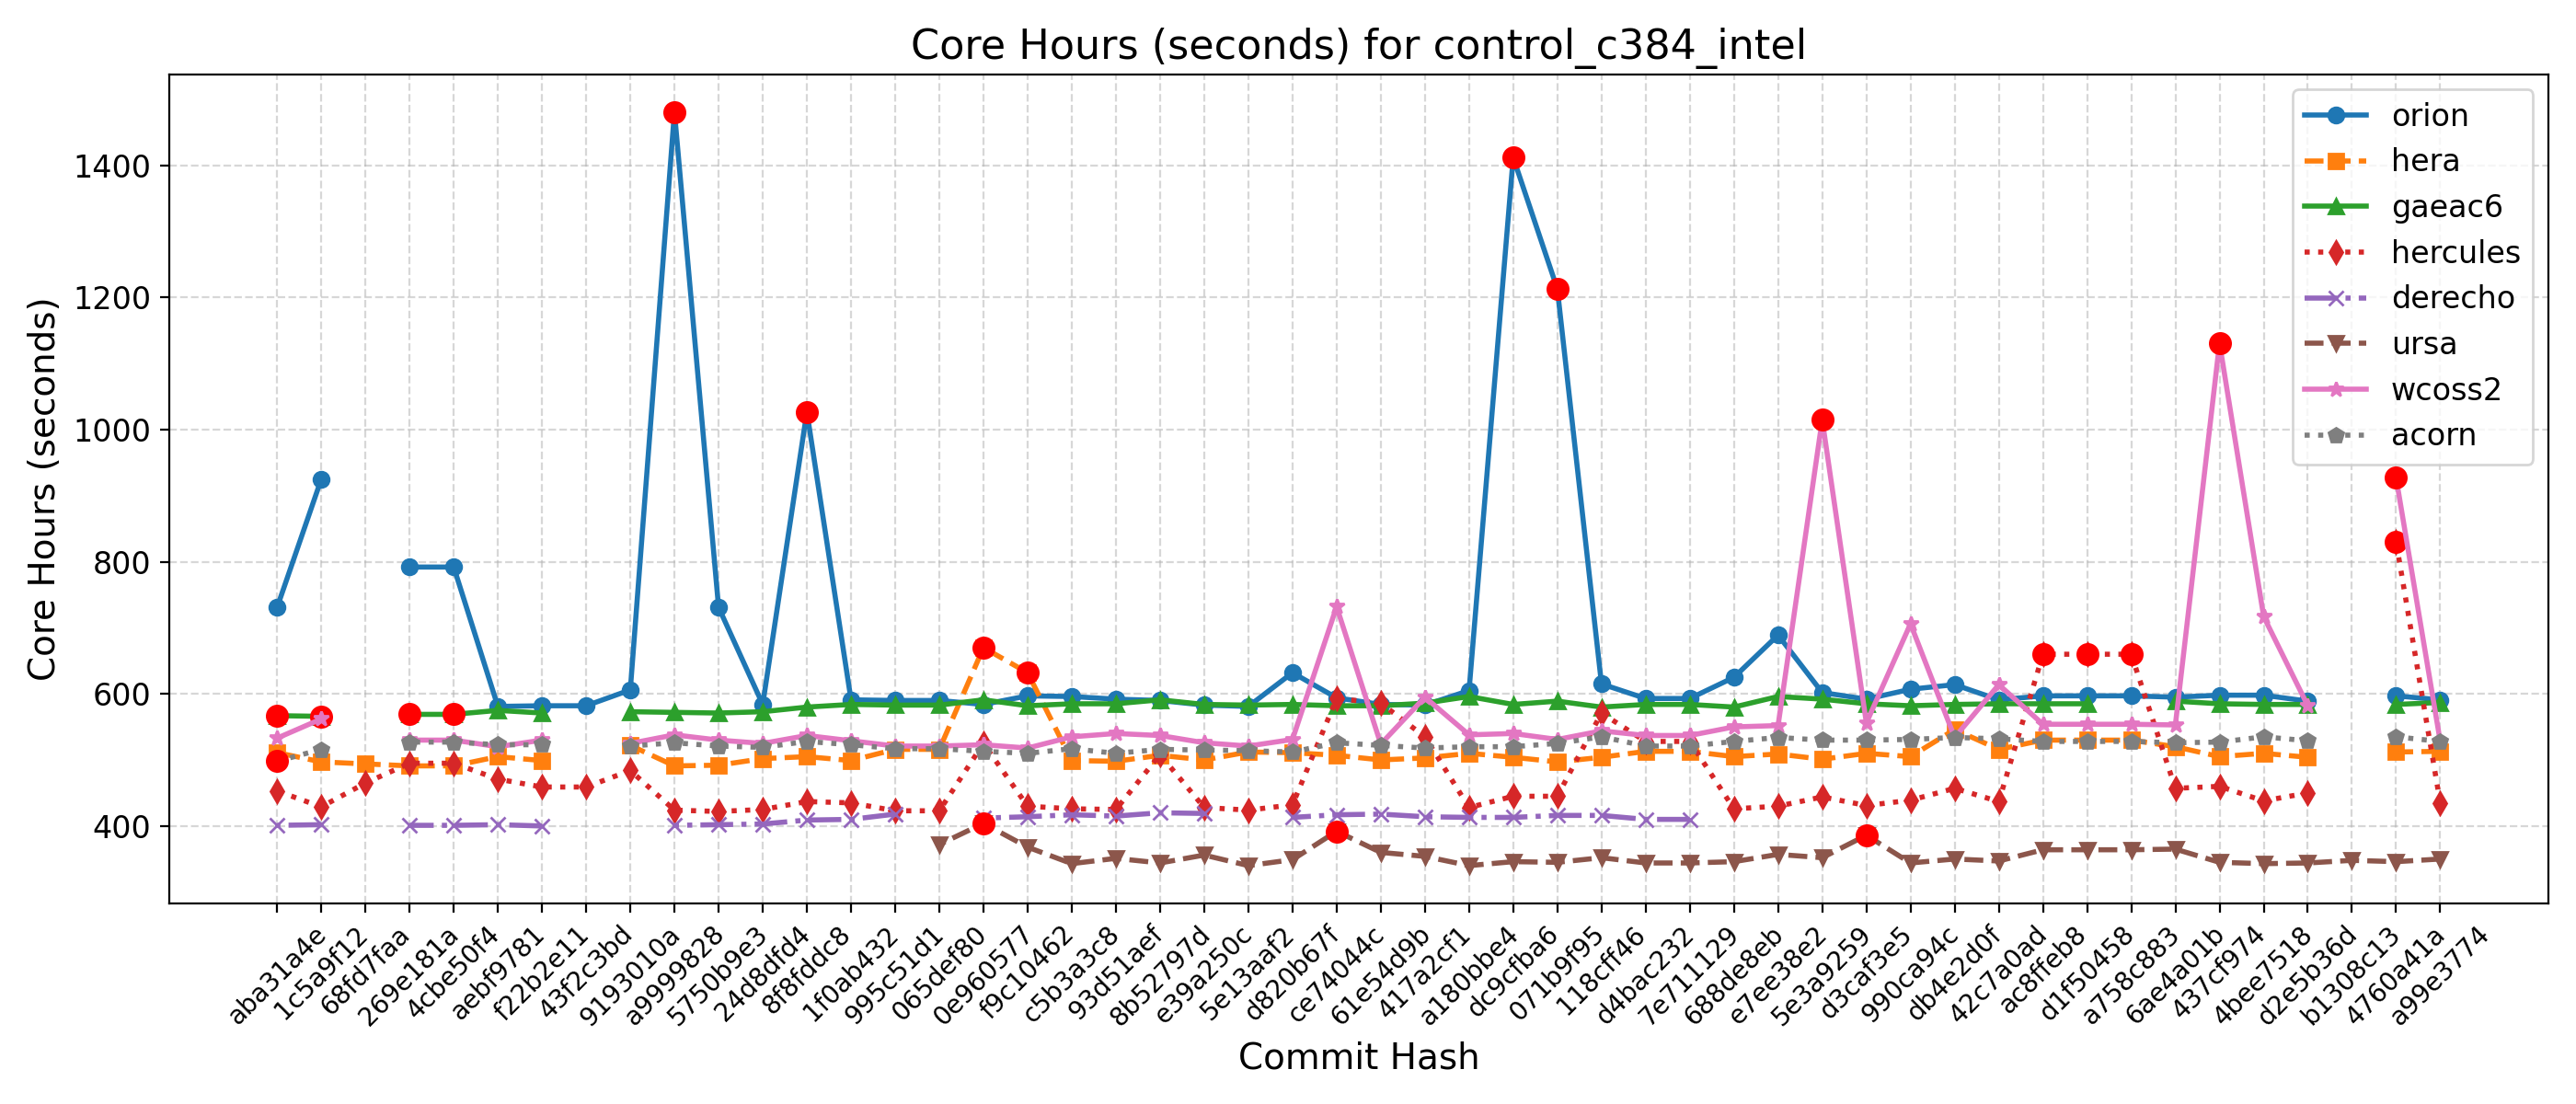 Core Hours (seconds) for control_c384_intel
Core Hours (seconds)
1400
1200
1000
800
600
400
orion
hera
gaeac6
hercules
derecho
ursa
wcoss2
acorn
aba31a4e
1c5a9f12
68fd7faa
269e181a
4cbe50f4
aebf9781
f22b2e11
43f2c3bd
9193010a
a9999828
5750b9e3
24d8dfd4
8f8fddc8
1f0ab432
995c51d1
065def80
0e960577
f9c10462
c5b3a3c8
93d51aef
8b52797d
e39a250c
5e13aaf2
d820b67f
ce74044c
61e54d9b
417a2cf1
a180bbe4
dc9cfba6
071b9f95
118cff46
d4bac232
7e711129
688de8eb
e7ee38e2
5e3a9259
d3caf3e5
990ca94c
db4e2d0f
42c7a0ad
ac8ffeb8
d1f50458
a758c883
6ae4a01b
437cf974
4bee7518
d2e5b36d
b1308c13
4760a41a
a99e3774
Commit Hash